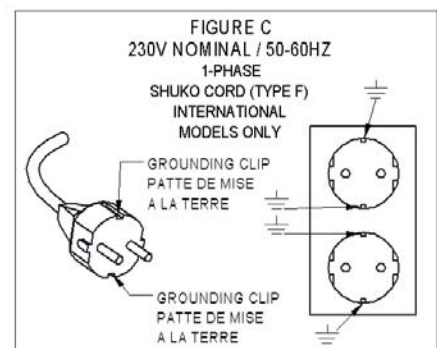 FIGURE C
230V NOMINAL / 50-60HZ
1-PHASE
SHUKO CORD (TYPE F)
INTERNATIONAL
MODELS ONLY
GROUNDING CLIP
PATTE DE MISE
A LA TERRE
GROUNDING CLIP
PATTE DE MISE
A LA TERRE